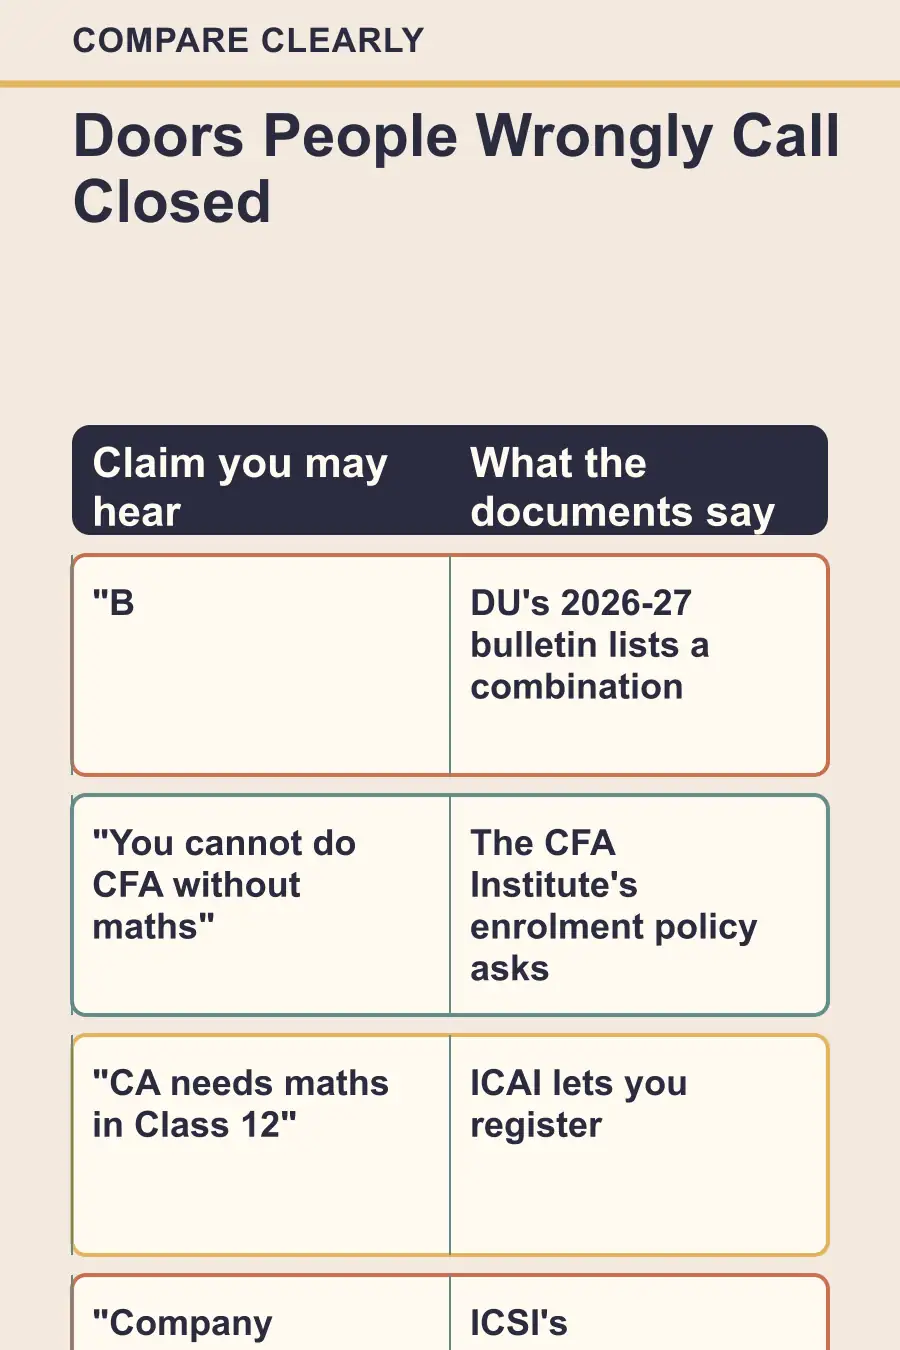 COMPARE CLEARLY
Doors People Wrongly Call
Closed
Claim you may
hear
What the
documents say
"B
DU's 2026-27
bulletin lists a
combination
"You cannot do
CFA without
maths"
The CFA
Institute's
enrolment policy
asks
"CA needs maths
in Class 12"
ICAI lets you
register
"Company
ICSI's